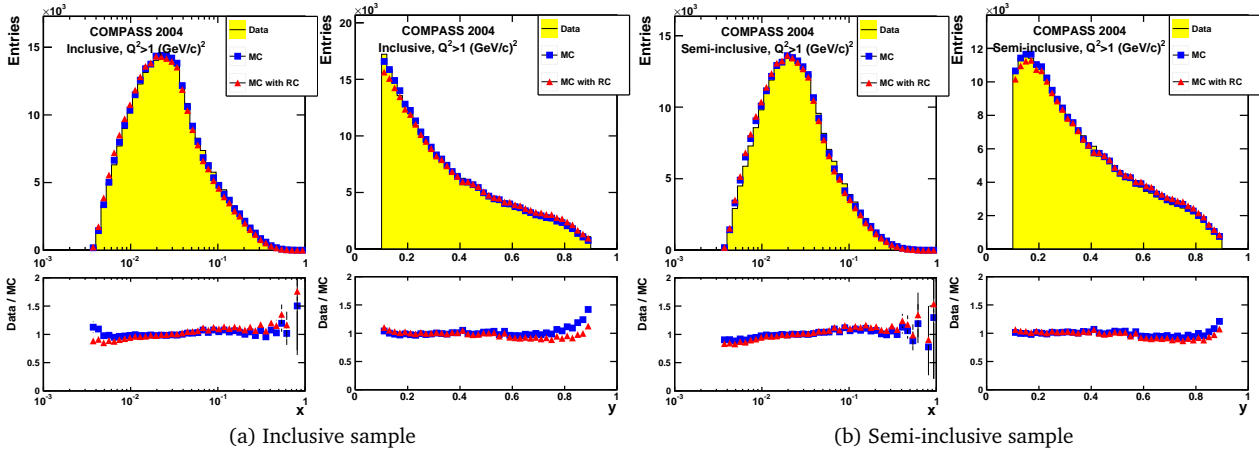 ×10³
COMPASS 2004
Inclusive, Q²>1 (GeV/c)²
Entries
15
10
5
0
10⁻³ 10⁻² 10⁻¹ 1
Data
MC
MC with RC
Data / MC
2
1.5
1
0.5
0
10⁻³ 10⁻² 10⁻¹ 1
x
×10³
COMPASS 2004
Inclusive, Q²>1 (GeV/c)²
Entries
20
15
10
5
0
0 0.2 0.4 0.6 0.8 1
Data
MC
MC with RC
Data / MC
2
1.5
1
0.5
0
0 0.2 0.4 0.6 0.8 1
y
(a) Inclusive sample
×10³
COMPASS 2004
Semi-inclusive, Q²>1 (GeV/c)²
Entries
15
10
5
0
10⁻³ 10⁻² 10⁻¹ 1
Data
MC
MC with RC
Data / MC
2
1.5
1
0.5
0
10⁻³ 10⁻² 10⁻¹ 1
x
×10³
COMPASS 2004
Semi-inclusive, Q²>1 (GeV/c)²
Entries
12
10
8
6
4
2
0
0 0.2 0.4 0.6 0.8 1
Data
MC
MC with RC
Data / MC
2
1.5
1
0.5
0
0 0.2 0.4 0.6 0.8 1
y
(b) Semi-inclusive sample